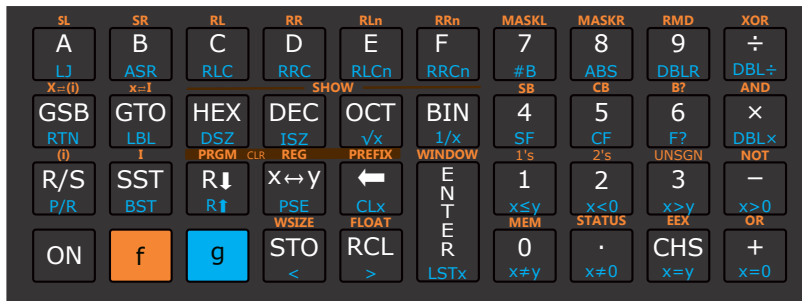 SL SR RL RR RLn RRn MASKL MASKR RMD XOR
A B C D E F 7 8 9 ÷
LJ ASR RLC RRC RLCn RRCn #B ABS DBLR DBL÷
X⇌(i) x⇌I SHOW SB CB B? AND
GSB GTO HEX DEC OCT BIN 4 5 6 ×
RTN LBL DSZ ISZ √x 1/x SF CF F? DBL×
(i) I PRGM CLR REG PREFIX WINDOW 1's 2's UNSGN NOT
R/S SST R⬇ X↔y ⬅ ENTER 1 2 3 −
P/R BST R⬆ PSE CLx x≤y x<0 x>y x>0
WSIZE FLOAT MEM STATUS EEX OR
ON f g STO RCL 0 · CHS +
< > LSTx x≠y x≠0 x=y x=0